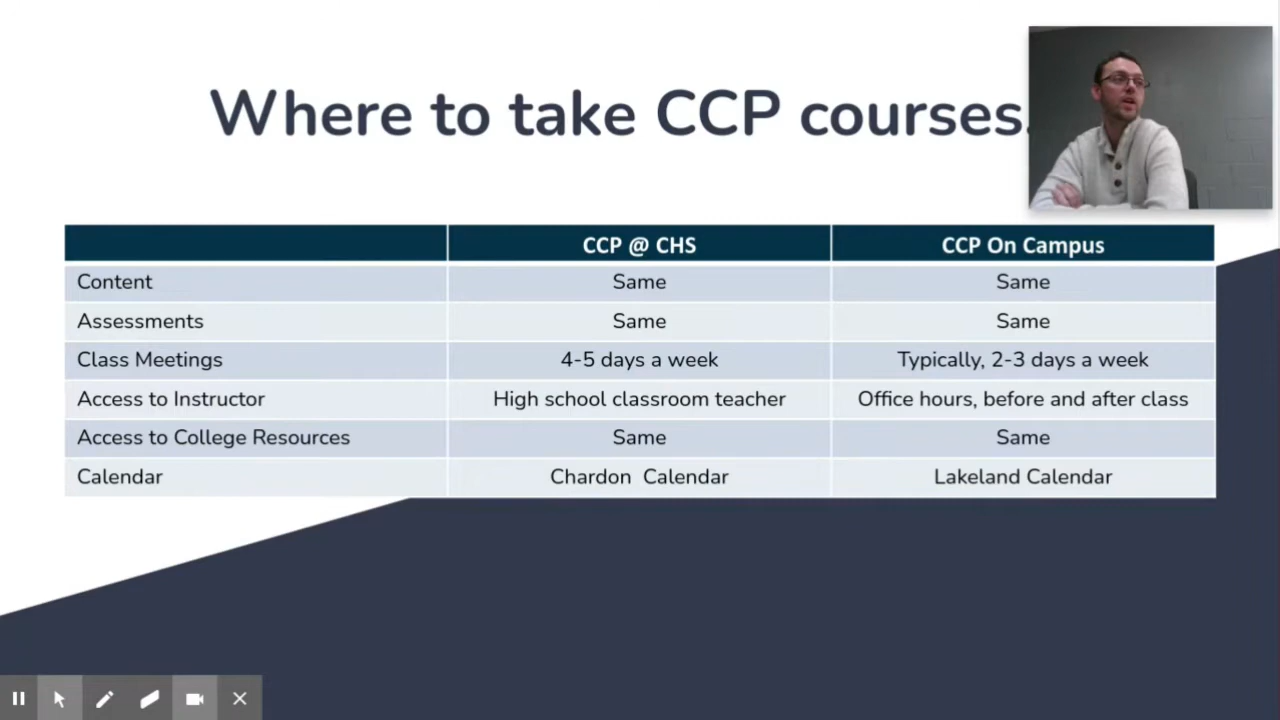 Where to take CCP courses
CCP @ CHS CCP On Campus
Content Same Same
Assessments Same Same
Class Meetings 4-5 days a week Typically, 2-3 days a week
Access to Instructor High school classroom teacher Office hours, before and after class
Access to College Resources Same Same
Calendar Chardon Calendar Lakeland Calendar